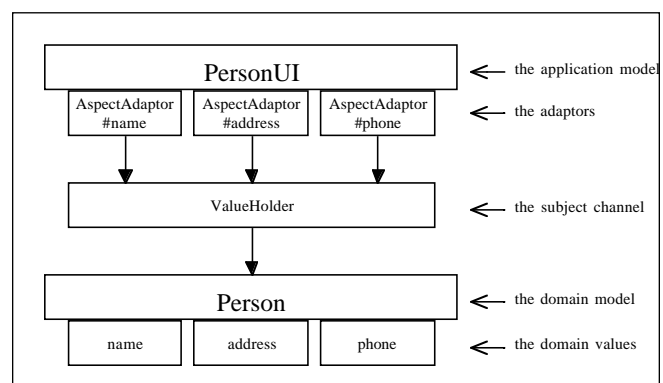 PersonUI
the application model
AspectAdaptor
#name
AspectAdaptor
#address
AspectAdaptor
#phone
the adaptors
ValueHolder
the subject channel
Person
the domain model
name
address
phone
the domain values